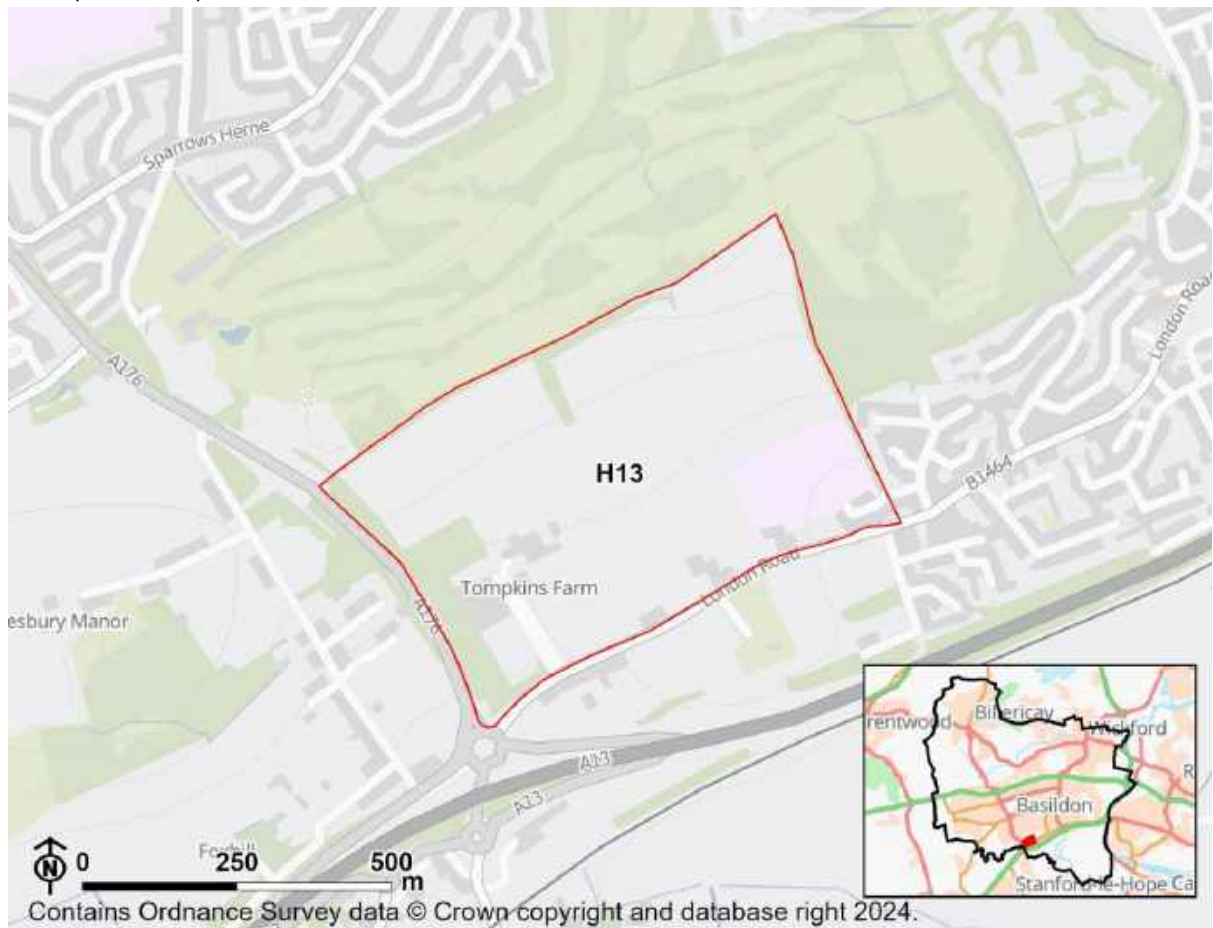 Sparrows Herne
London Road
A176
B1464
H13
London Road
Tompkins Farm
A176
esbury Manor
A13
A13
N
0 250 500
m
rentwood
Billericay
Wickford
R
Basildon
Stanford-le-Hope Ca
Contains Ordnance Survey data © Crown copyright and database right 2024.